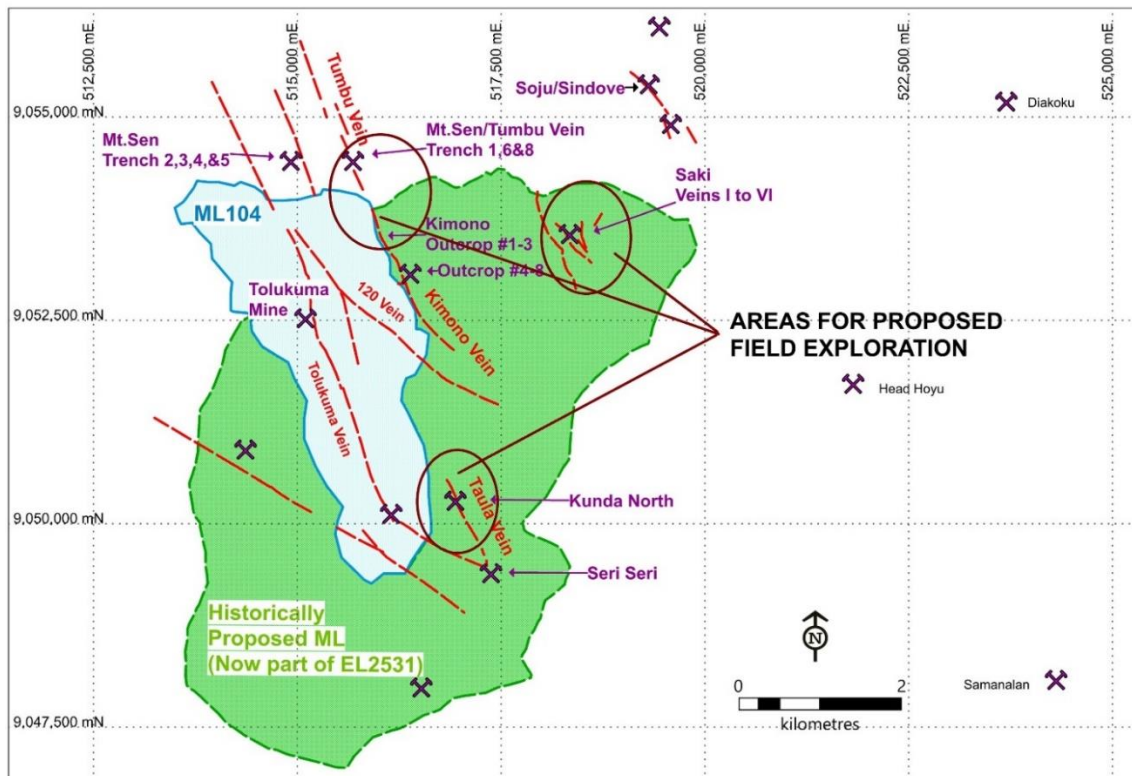 512,500 mE
515,000 mE
517,500 mE
520,000 mE
522,500 mE
525,000 mE
9,055,000 mN
9,052,500 mN
9,050,000 mN
9,047,500 mN
Tumbu Vein
Soju/Sindove
Diakoku
Mt.Sen
Trench 2,3,4,&5
Mt.Sen/Tumbu Vein
Trench 1,6&8
Saki
Veins I to VI
ML104
Kimono
Outcrop #1-3
Outcrop #4-8
Tolukuma
Mine
120 Vein
Kimono Vein
AREAS FOR PROPOSED
FIELD EXPLORATION
Head Hoyu
Tolukuma Vein
Taula Vein
Kunda North
Seri Seri
Historically
Proposed ML
(Now part of EL2531)
N
Samanalan
0 2
kilometres